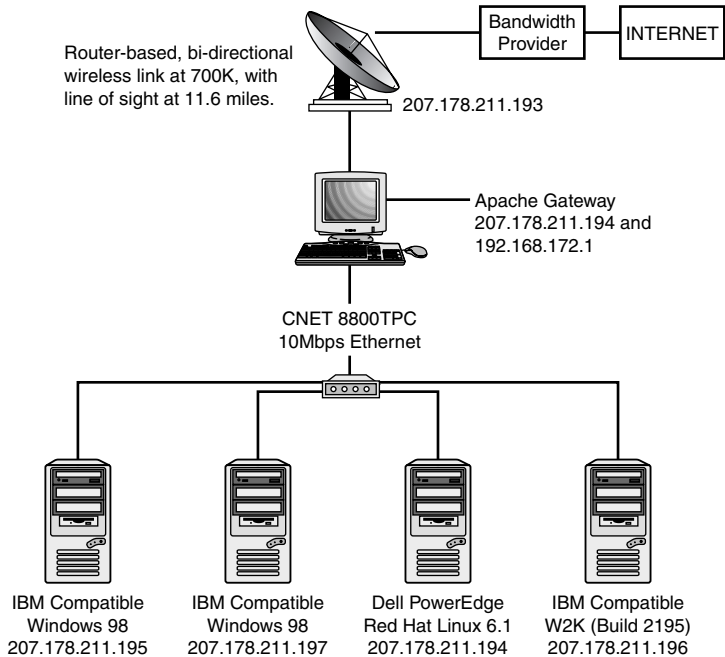 Bandwidth
Provider
INTERNET
Router-based, bi-directional
wireless link at 700K, with
line of sight at 11.6 miles.
207.178.211.193
Apache Gateway
207.178.211.194 and
192.168.172.1
CNET 8800TPC
10Mbps Ethernet
IBM Compatible
Windows 98
207.178.211.195
IBM Compatible
Windows 98
207.178.211.197
Dell PowerEdge
Red Hat Linux 6.1
207.178.211.194
IBM Compatible
W2K (Build 2195)
207.178.211.196